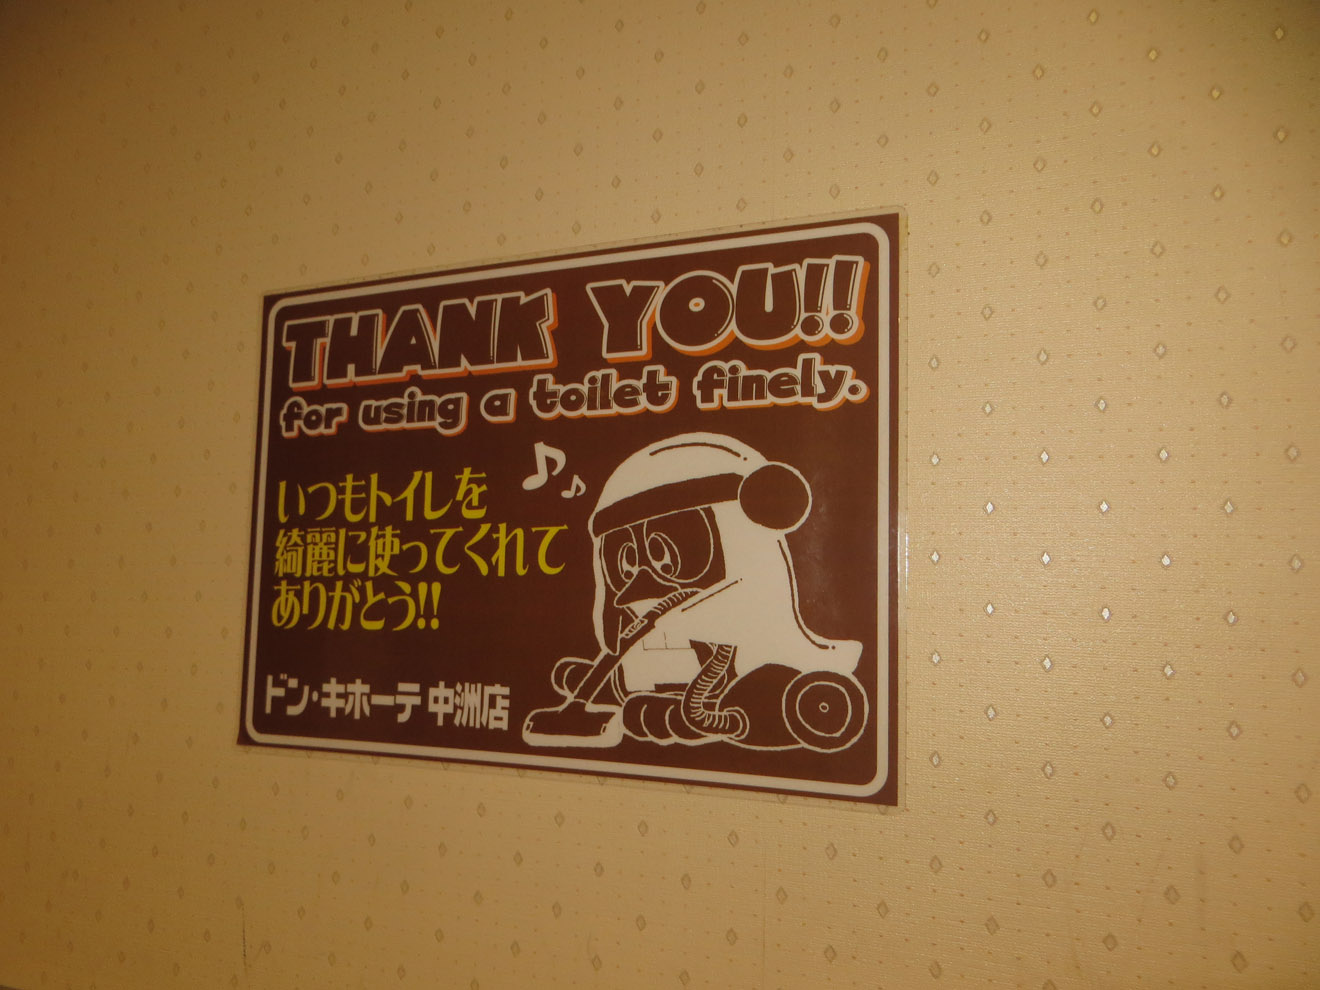 THANK YOU!!
for using a toilet finely.
いつもトイレを
綺麗に使ってくれて
ありがとう!!
ドン・キホーテ 中洲店